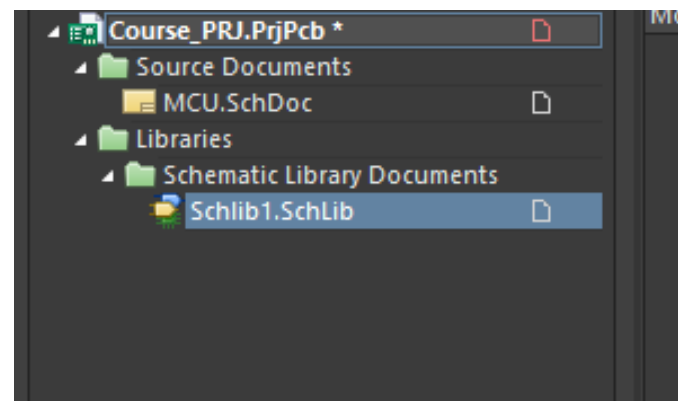 Course_PRJ.PrjPcb *
Source Documents
MCU.SchDoc
Libraries
Schematic Library Documents
Schlib1.SchLib